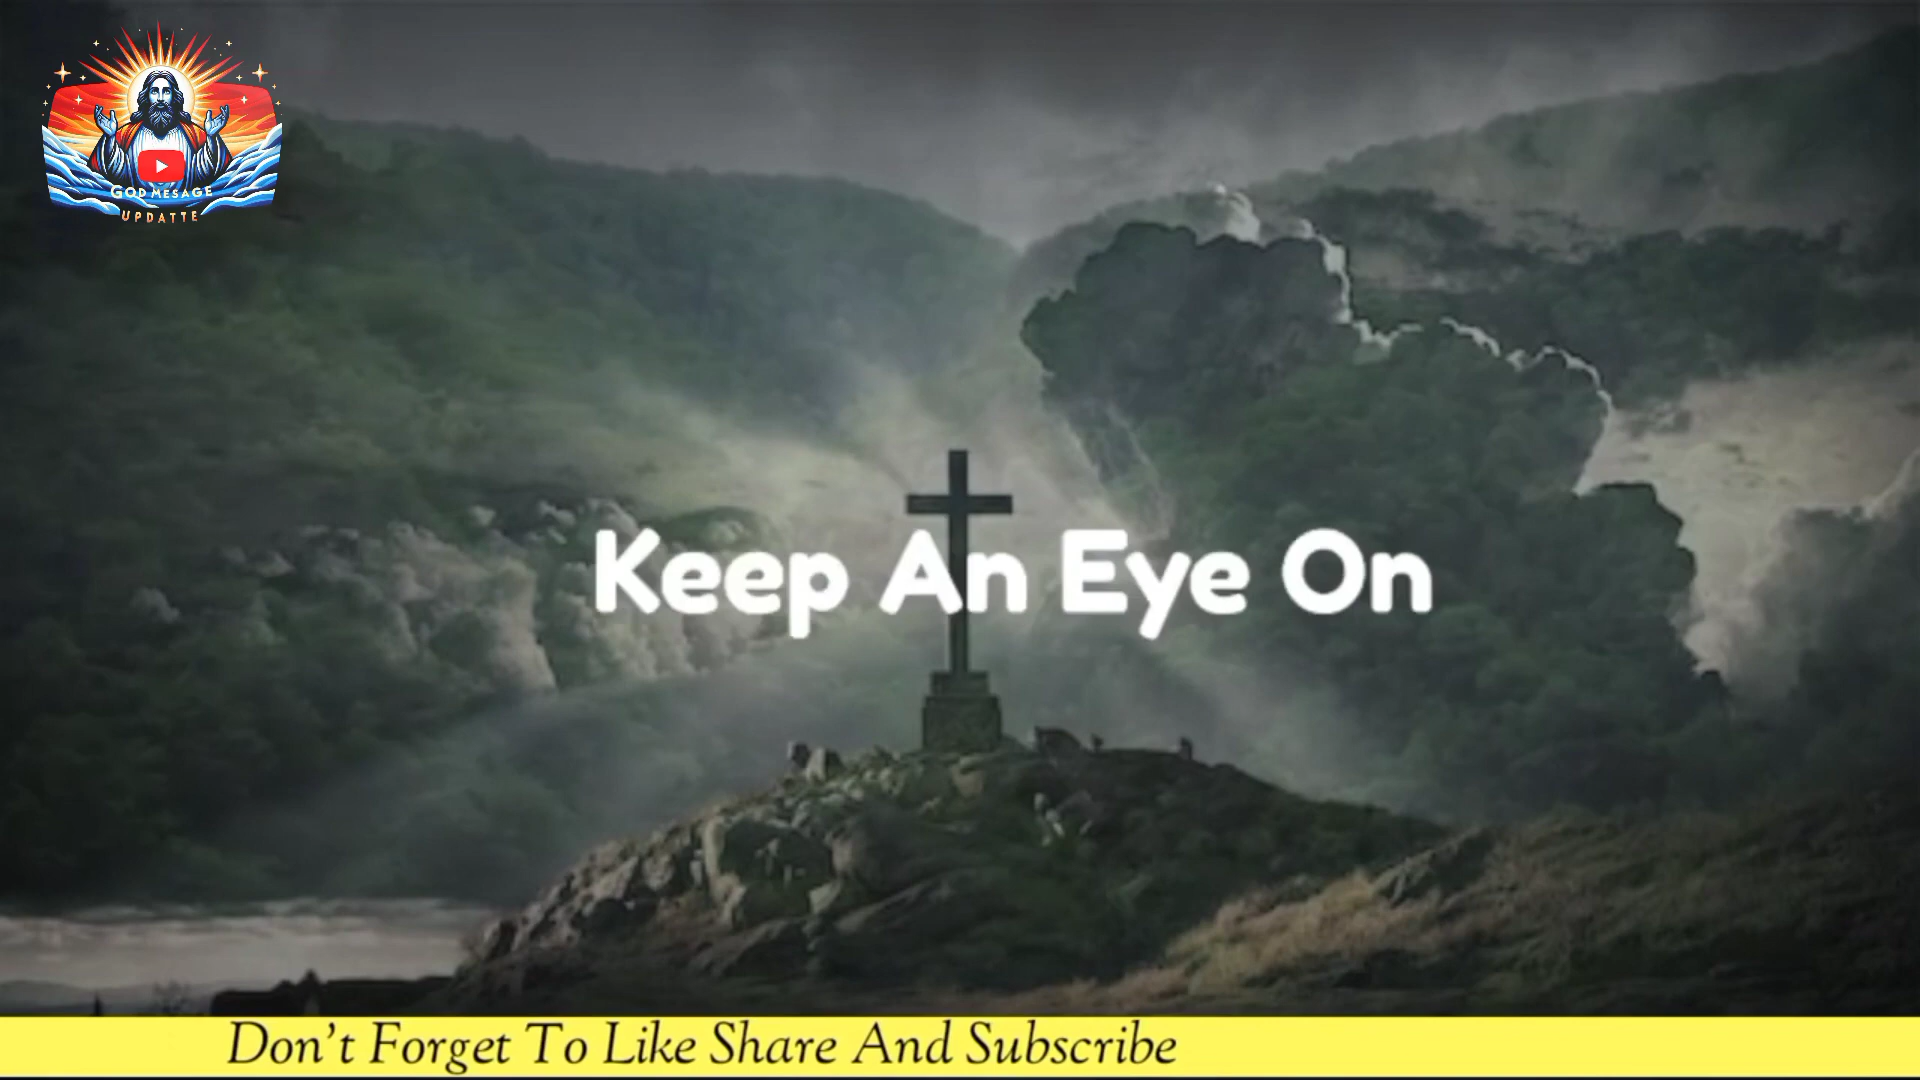 GOD MESAGE
UPDATTE
Keep An Eye On
Don't Forget To Like Share And Subscribe